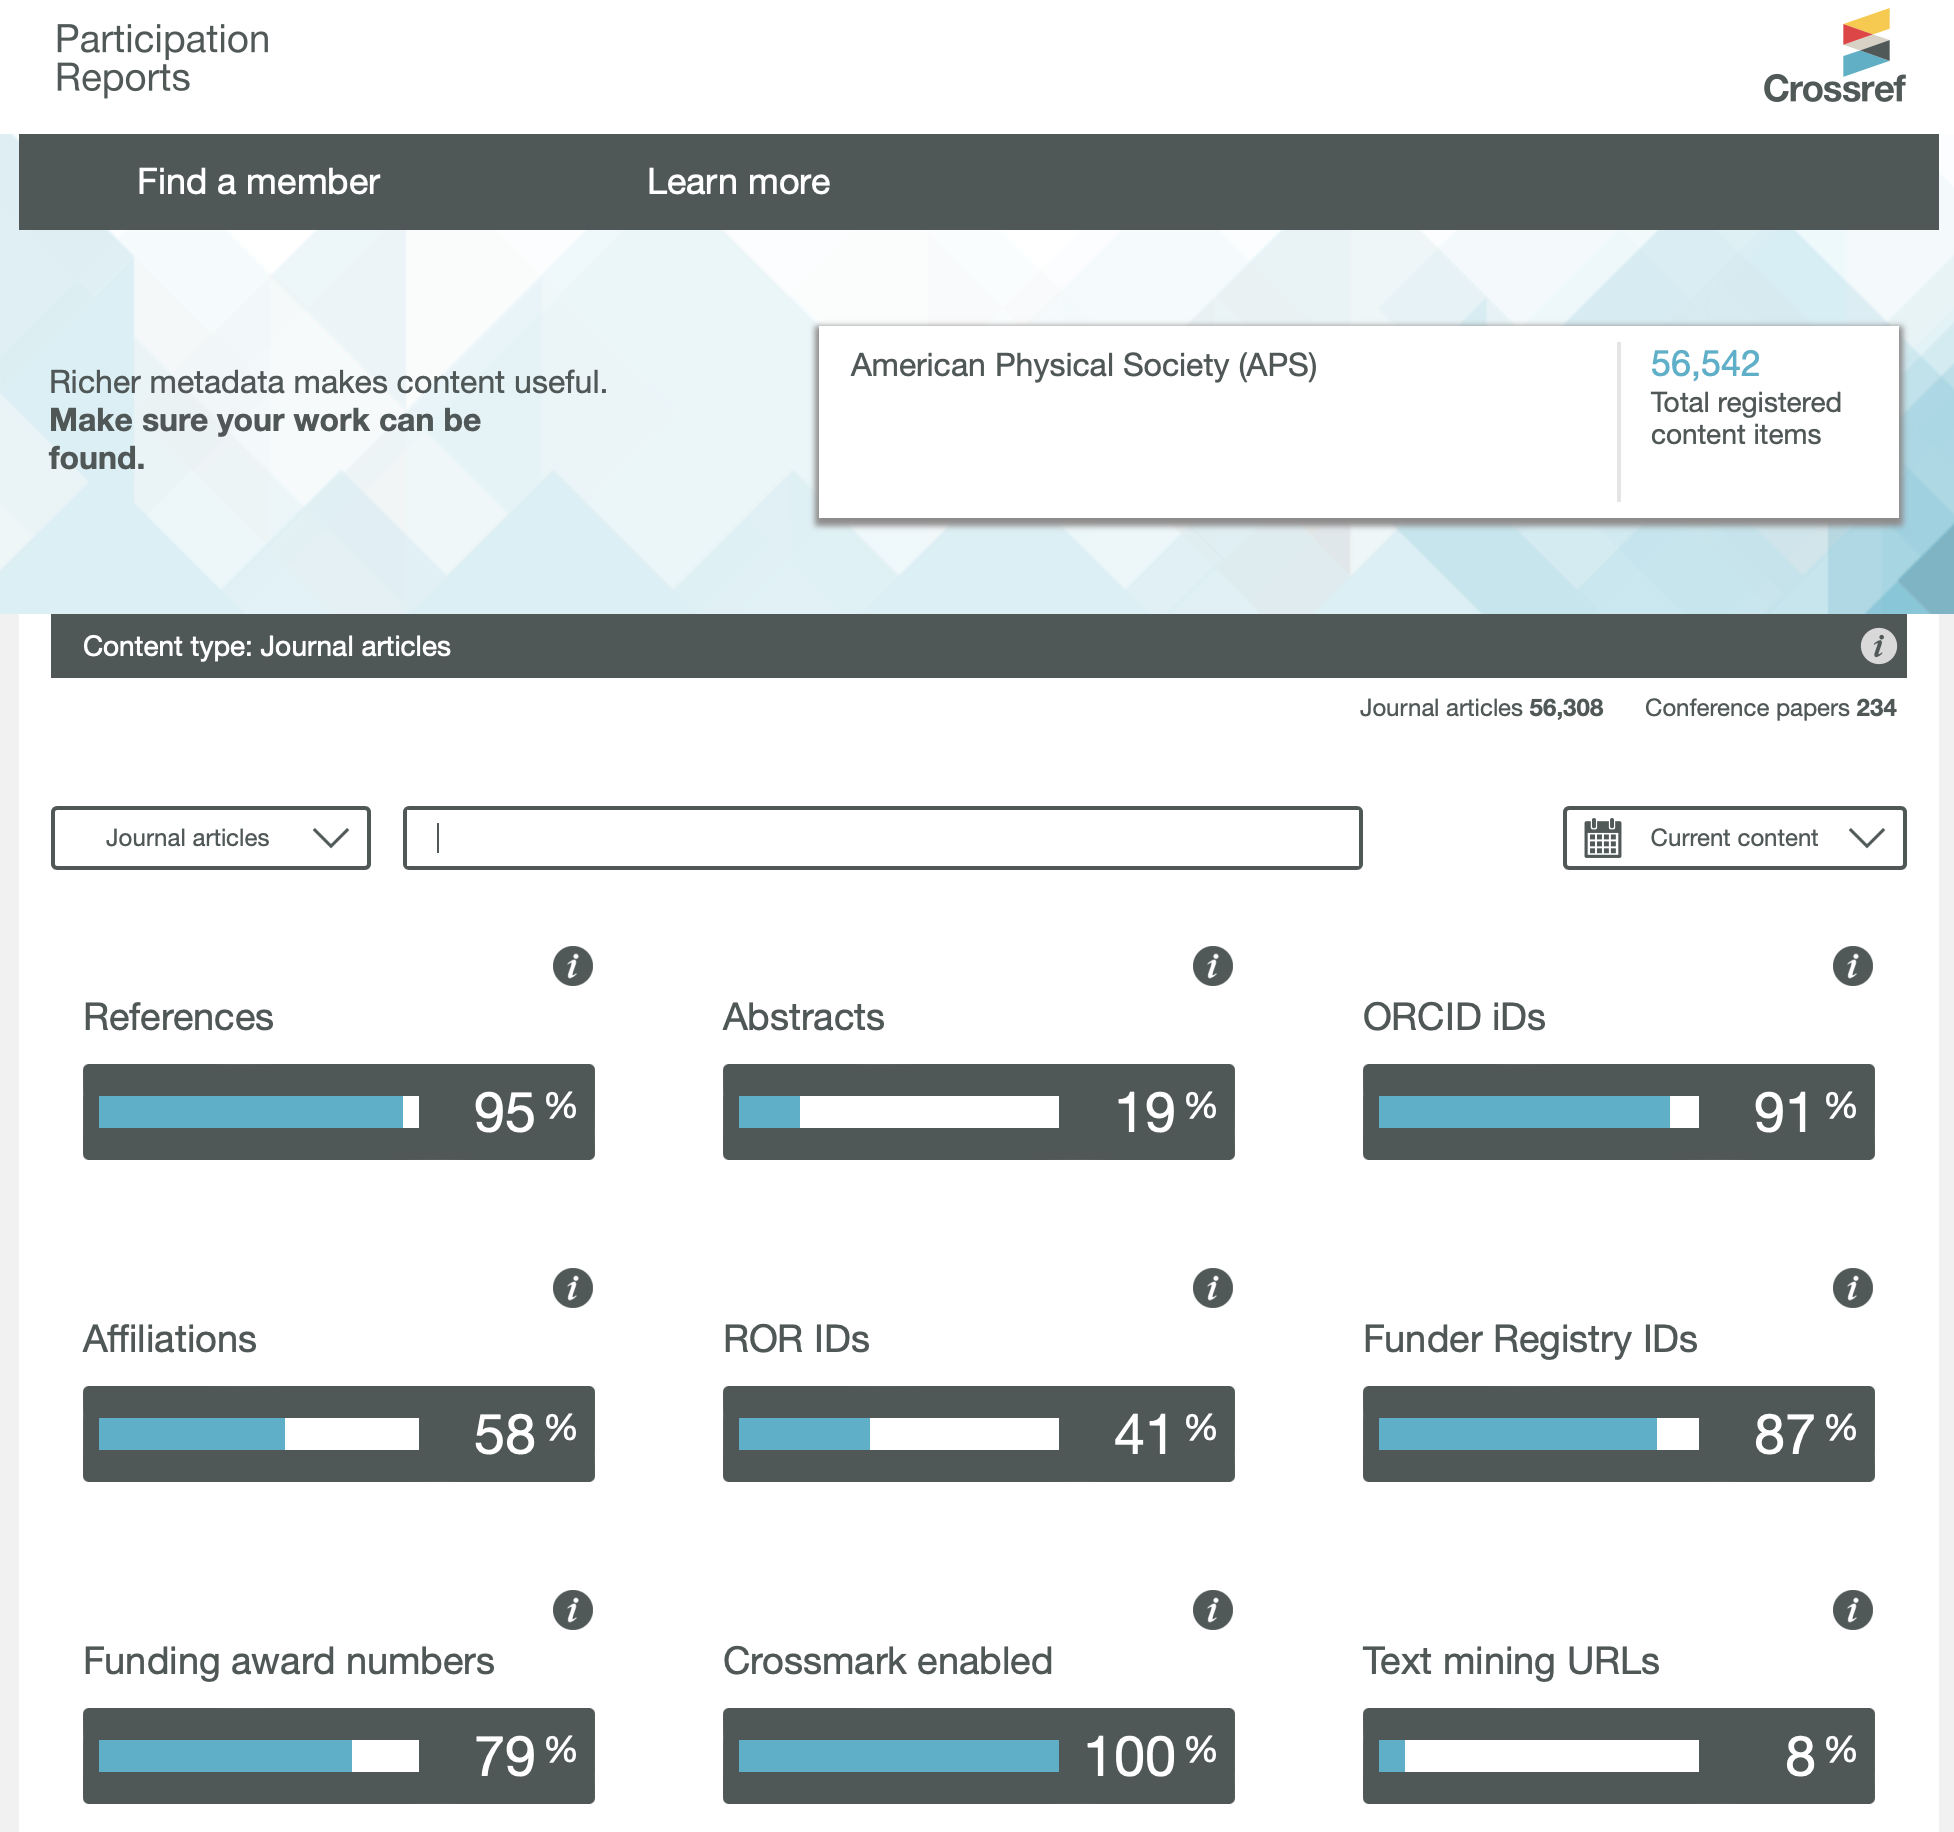 Participation
Reports
Crossref
Find a member
Learn more
Richer metadata makes content useful.
Make sure your work can be
found.
American Physical Society (APS)
56,542
Total registered
content items
Content type: Journal articles
i
Journal articles 56,308
Conference papers 234
Journal articles
Current content
i
i
i
References
Abstracts
ORCID iDs
95 %
19 %
91 %
i
i
i
Affiliations
ROR IDs
Funder Registry IDs
58 %
41 %
87 %
i
i
i
Funding award numbers
Crossmark enabled
Text mining URLs
79 %
100 %
8 %